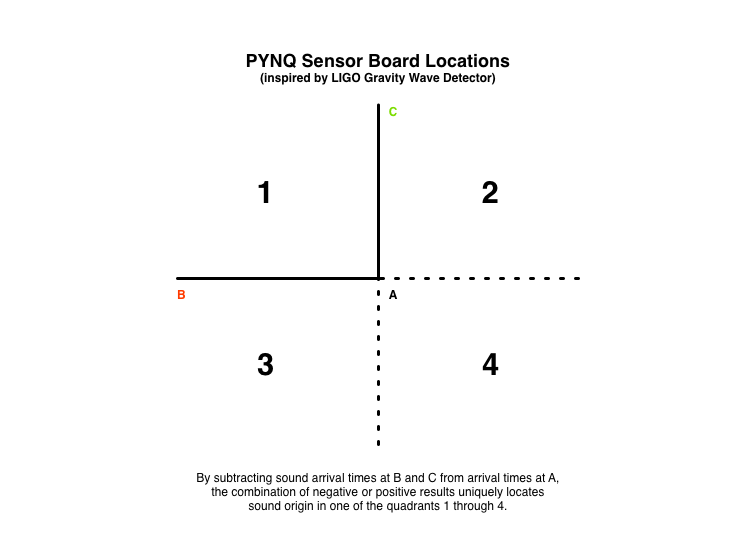 PYNQ Sensor Board Locations
(inspired by LIGO Gravity Wave Detector)
C
1
2
B
A
3
4
By subtracting sound arrival times at B and C from arrival times at A,
the combination of negative or positive results uniquely locates
sound origin in one of the quadrants 1 through 4.